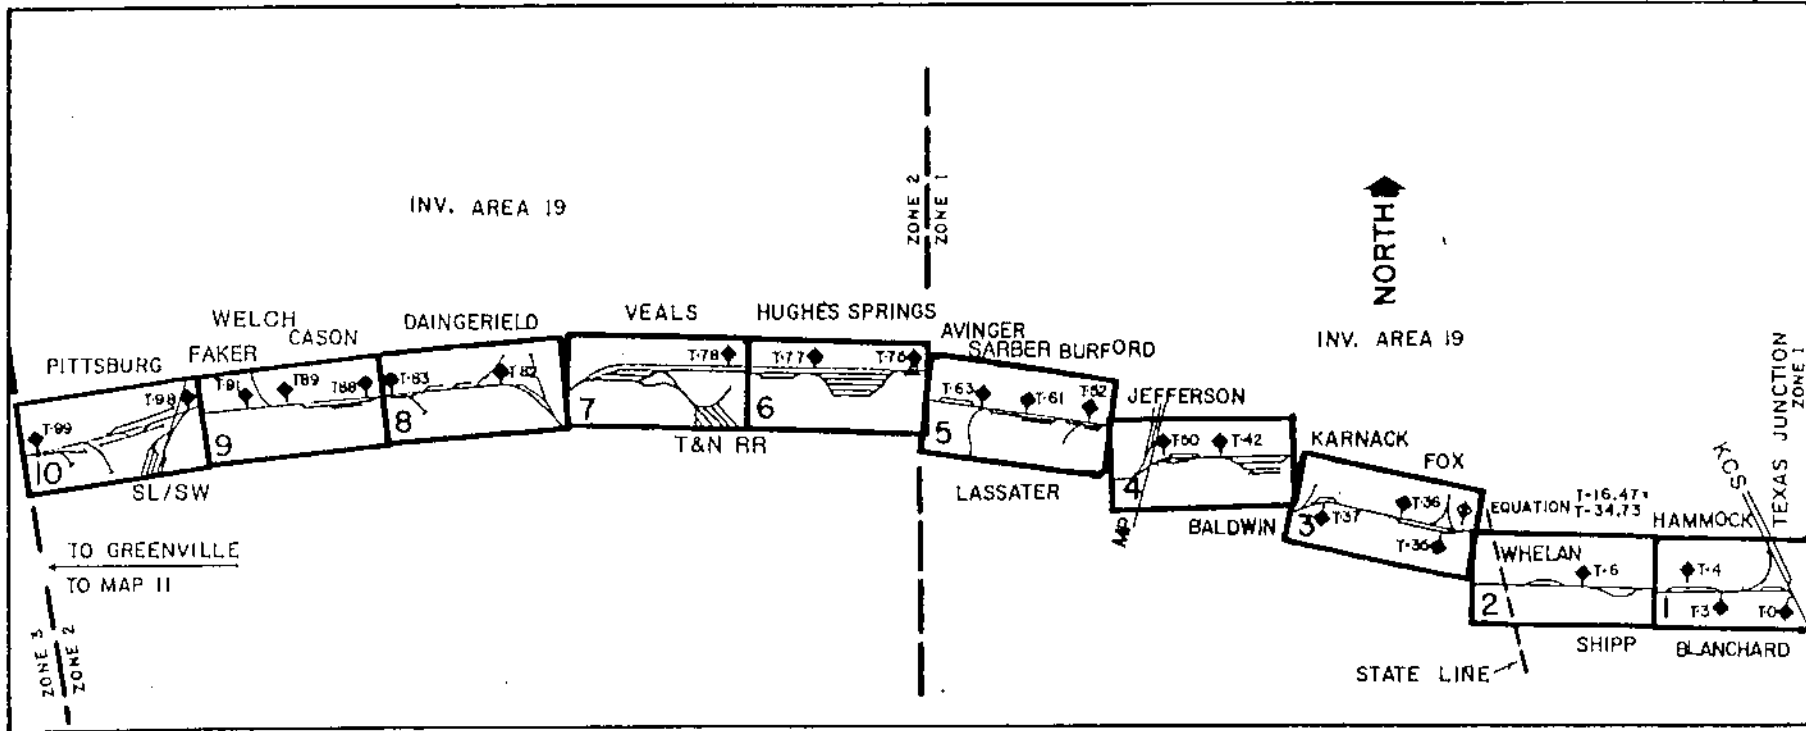 INV. AREA 19
ZONE 2
ZONE 1
NORTH
INV. AREA 19
TEXAS JUNCTION
ZONE 1
KCS
PITTSBURG
FAKER
WELCH
CASON
DAINGERIELD
VEALS
HUGHES SPRINGS
AVINGER
SARBER BURFORD
JEFFERSON
KARNACK
FOX
EQUATION T-16.47
T-34.73
HAMMOCK
T-99
T-98
10
T-91
T89
T88
9
T-83
T-82
8
T-78
7
T-77
T-76
6
T-63
T-61
T-52
5
T-50
T-42
4
T-37
T-36
T-36
3
WHELAN
T-6
2
T-4
T-3
T-0
1
SL/SW
T&N RR
LASSATER
BALDWIN
SHIPP
BLANCHARD
STATE LINE
TO GREENVILLE
TO MAP 11
ZONE 3
ZONE 2